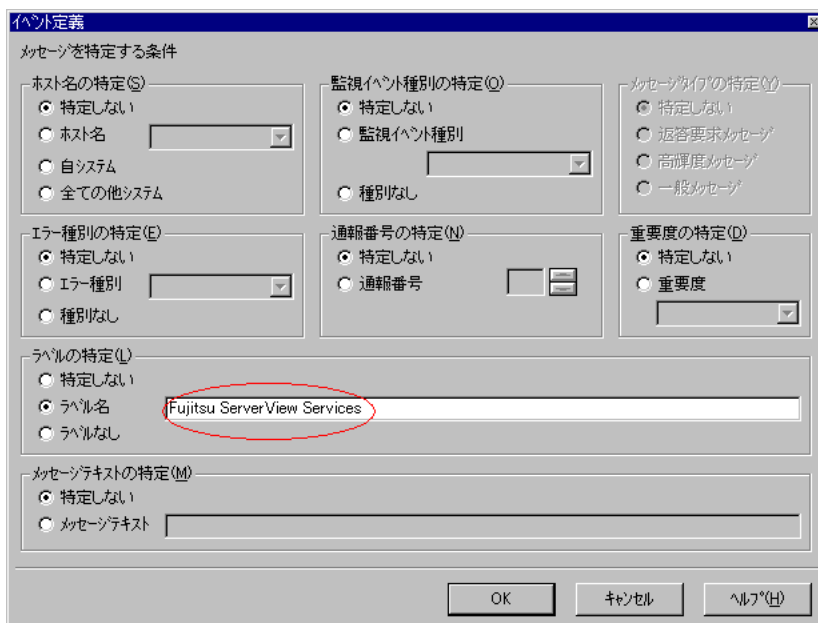 イベント定義
メッセージを特定する条件
ホスト名の特定(S)
特定しない
ホスト名
自システム
全ての他システム
監視イベント種別の特定(O)
特定しない
監視イベント種別
種別なし
メッセージタイプの特定(Y)
特定しない
返答要求メッセージ
高輝度メッセージ
一般メッセージ
エラー種別の特定(E)
特定しない
エラー種別
種別なし
通報番号の特定(N)
特定しない
通報番号
重要度の特定(D)
特定しない
重要度
ラベルの特定(L)
特定しない
ラベル名 Fujitsu ServerView Services
ラベルなし
メッセージテキストの特定(M)
特定しない
メッセージテキスト
OK キャンセル ヘルプ(H)